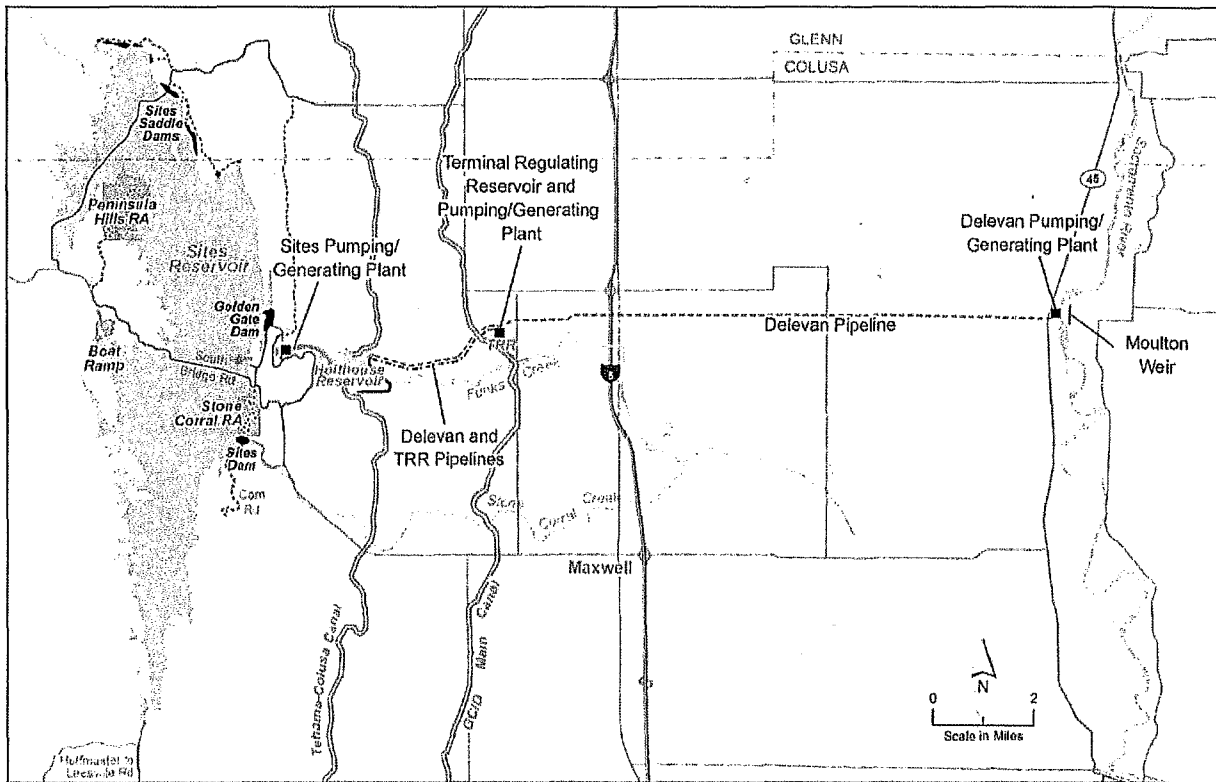 GLENN
COLUSA
Sites
Saddle
Dams
Terminal Regulating
Reservoir and
Pumping/Generating
Plant
45
Sacramento River
Peninsula
Hills RA
Sites
Reservoir
Sites Pumping/
Generating Plant
Delevan Pumping/
Generating Plant
Golden
Gate
Dam
Boat
Ramp
Bridge Rd
Holthouse
Reservoir
TRR
Funks Creek
Delevan Pipeline
5
Moulton
Weir
Stone
Corral RA
Sites
Dam
Delevan and
TRR Pipelines
Stone Corral Creek
Maxwell
Tehama-Colusa Canal
GCID Main Canal
N
0 2
Scale in Miles
Huffmaster to